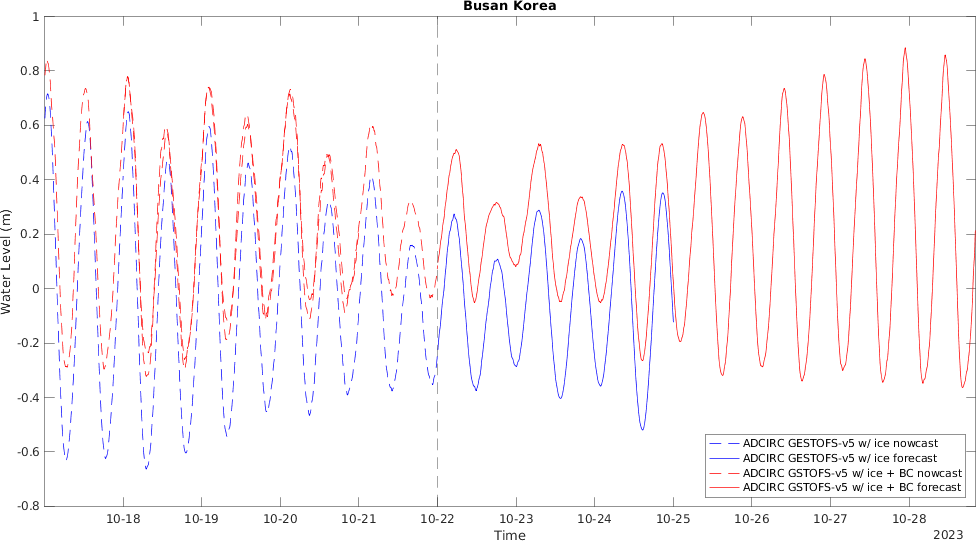 Busan Korea
1
0.8
0.6
0.4
0.2
0
-0.2
-0.4
-0.6
-0.8
Water Level (m)
10-18 10-19 10-20 10-21 10-22 10-23 10-24 10-25 10-26 10-27 10-28
Time
2023
ADCIRC GESTOFS-v5 w/ ice nowcast
ADCIRC GESTOFS-v5 w/ ice forecast
ADCIRC GSTOFS-v5 w/ ice + BC nowcast
ADCIRC GSTOFS-v5 w/ ice + BC forecast